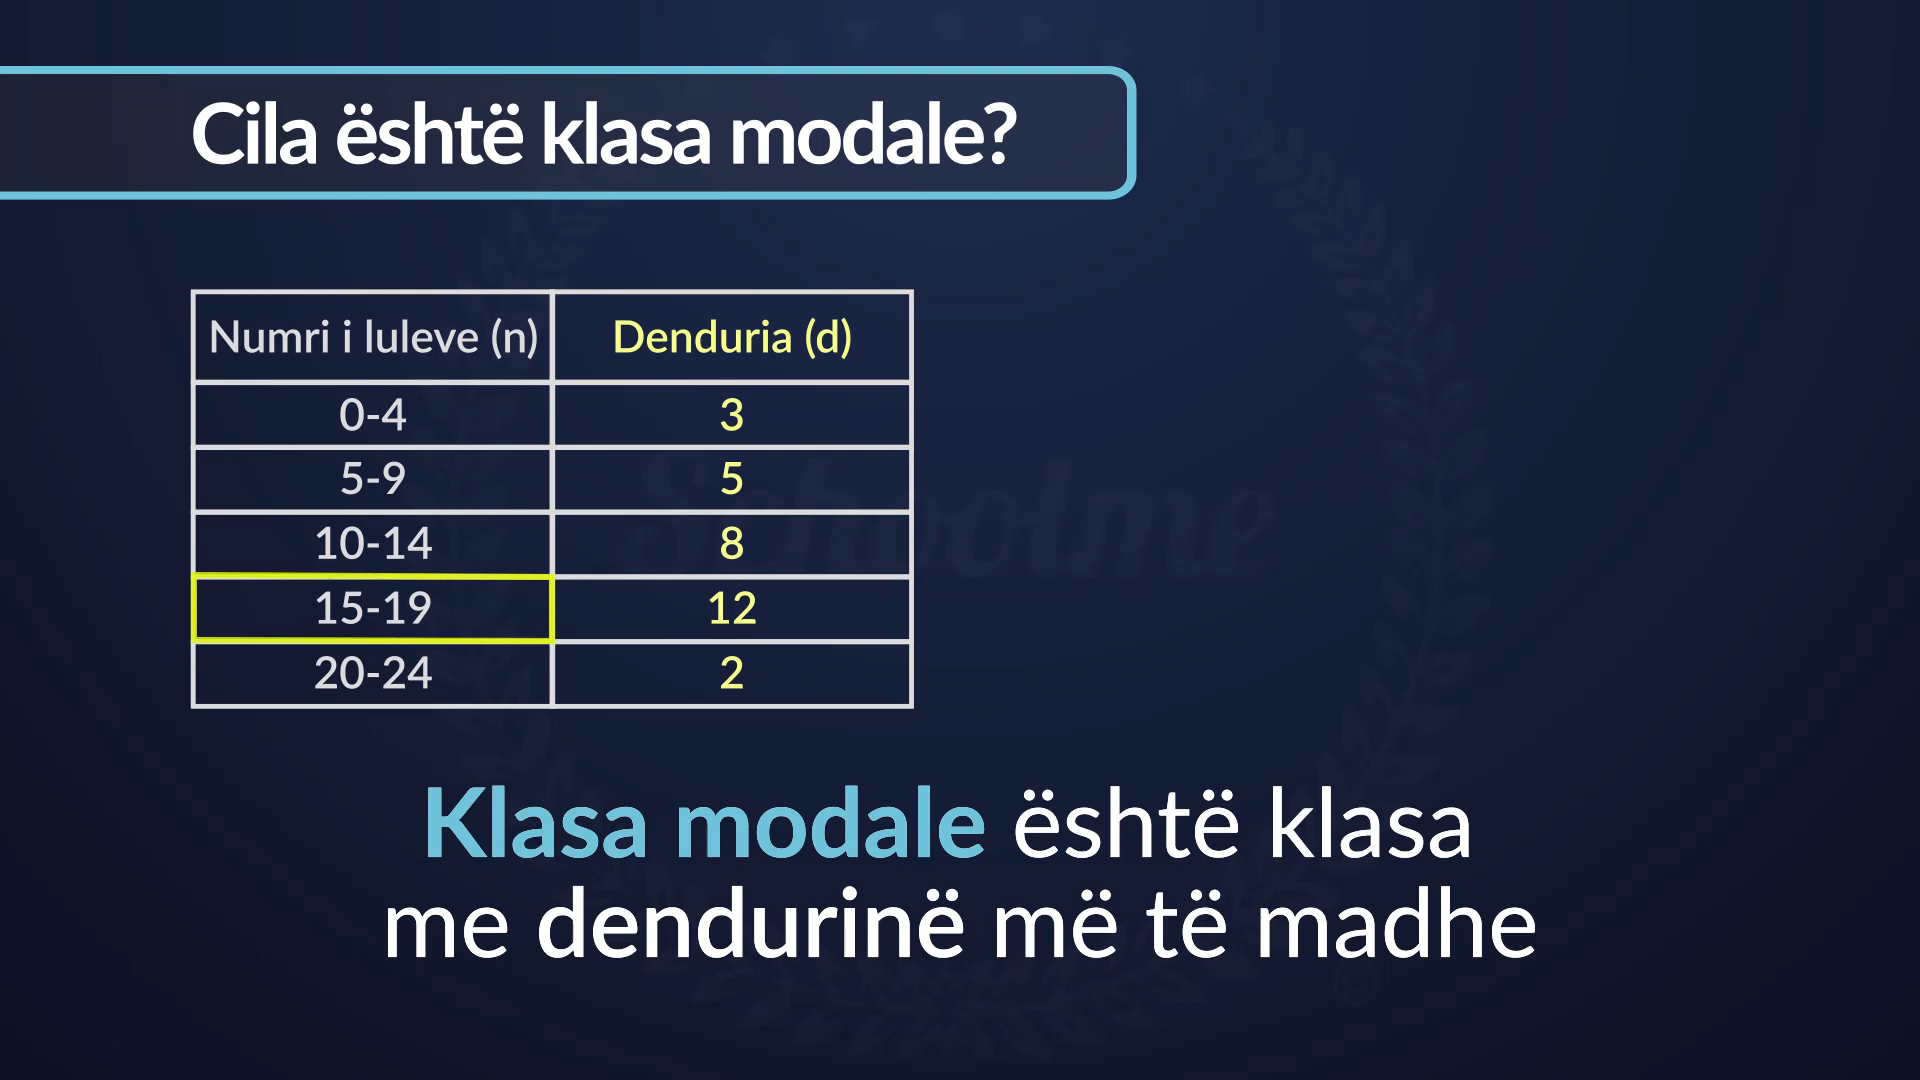 Cila është klasa modale?
Numri i luleve (n) Denduria (d)
0-4 3
5-9 5
10-14 8
15-19 12
20-24 2
Klasa modale është klasa
me dendurinë më të madhe
Schoolme
©